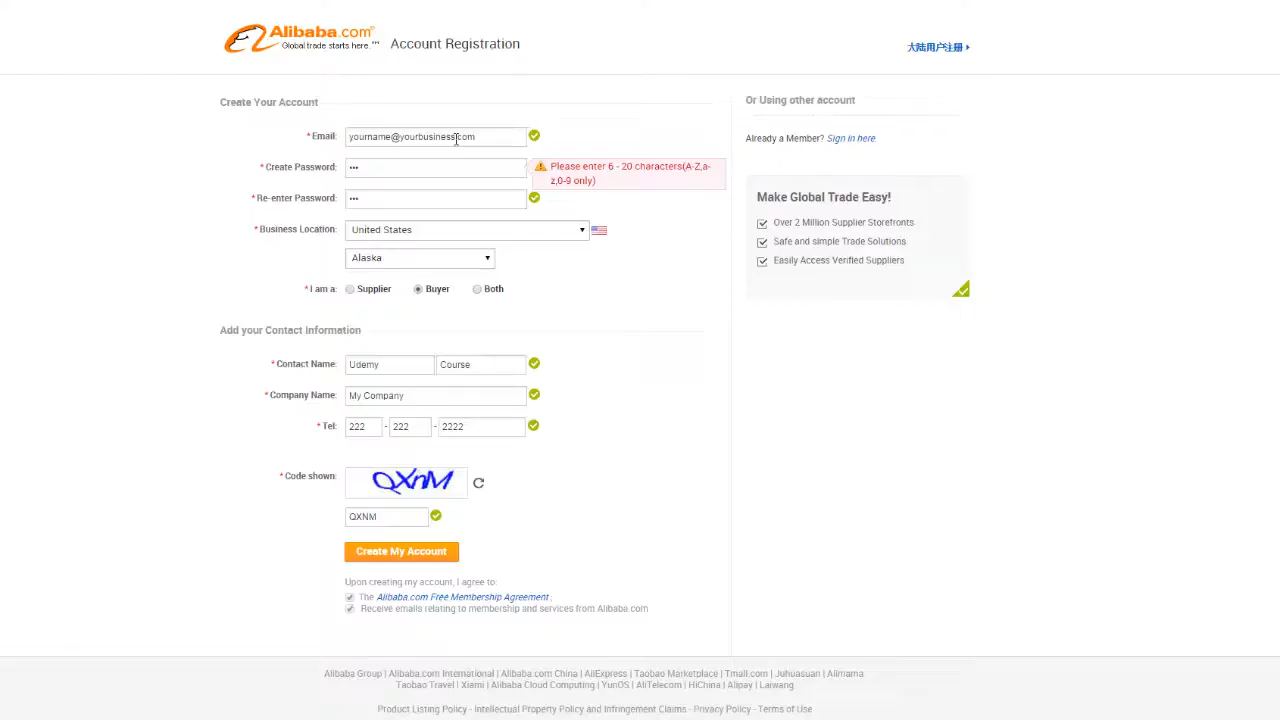 Alibaba.com®
Global trade starts here.™
Account Registration
大陆用户注册
Create Your Account
Or Using other account
* Email: yourname@yourbusiness.com
Already a Member? Sign in here.
* Create Password: •••
Please enter 6 - 20 characters(A-Z,a-
z,0-9 only)
* Re-enter Password: •••
Make Global Trade Easy!
Over 2 Million Supplier Storefronts
Safe and simple Trade Solutions
Easily Access Verified Suppliers
* Business Location: United States
Alaska
* I am a: Supplier Buyer Both
Add your Contact Information
* Contact Name: Udemy Course
* Company Name: My Company
* Tel: 222 - 222 - 2222
* Code shown: QXnM
QXNM
Create My Account
Upon creating my account, I agree to:
The Alibaba.com Free Membership Agreement ;
Receive emails relating to membership and services from Alibaba.com
Alibaba Group | Alibaba.com International | Alibaba.com China | AliExpress | Taobao Marketplace | Tmall.com | Juhuasuan | Alimama
Taobao Travel | Xiami | Alibaba Cloud Computing | YunOS | AliTelecom | HiChina | Alipay | Laiwang
Product Listing Policy - Intellectual Property Policy and Infringement Claims - Privacy Policy - Terms of Use